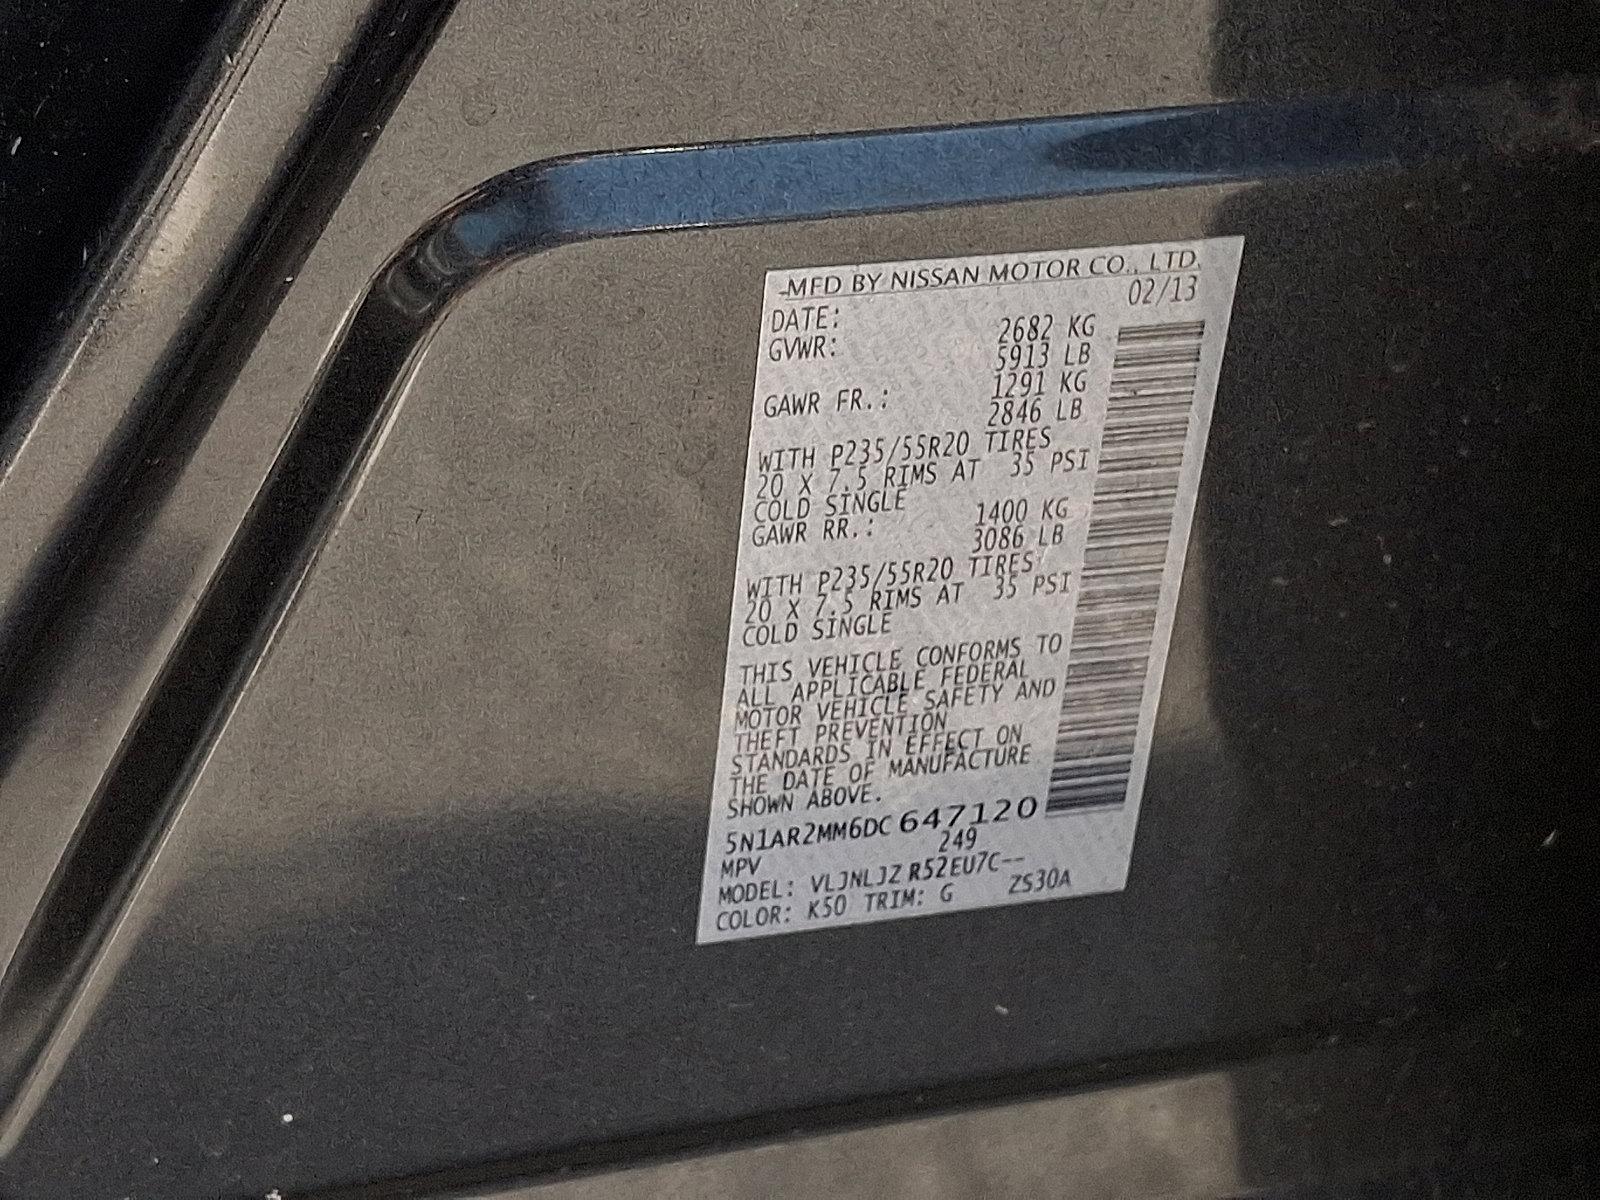 MFD BY NISSAN MOTOR CO., LTD.
DATE: 02/13
GVWR: 2682 KG
5913 LB
GAWR FR.: 1291 KG
2846 LB
WITH P235/55R20 TIRES
20 X 7.5 RIMS AT 35 PSI
COLD SINGLE
GAWR RR.: 1400 KG
3086 LB
WITH P235/55R20 TIRES
20 X 7.5 RIMS AT 35 PSI
COLD SINGLE
THIS VEHICLE CONFORMS TO
ALL APPLICABLE FEDERAL
MOTOR VEHICLE SAFETY AND
THEFT PREVENTION
STANDARDS IN EFFECT ON
THE DATE OF MANUFACTURE
SHOWN ABOVE.
5N1AR2MM6DC 647120
MPV 249
MODEL: VLJNLJZ R52EU7C--
COLOR: K50 TRIM: G ZS30A